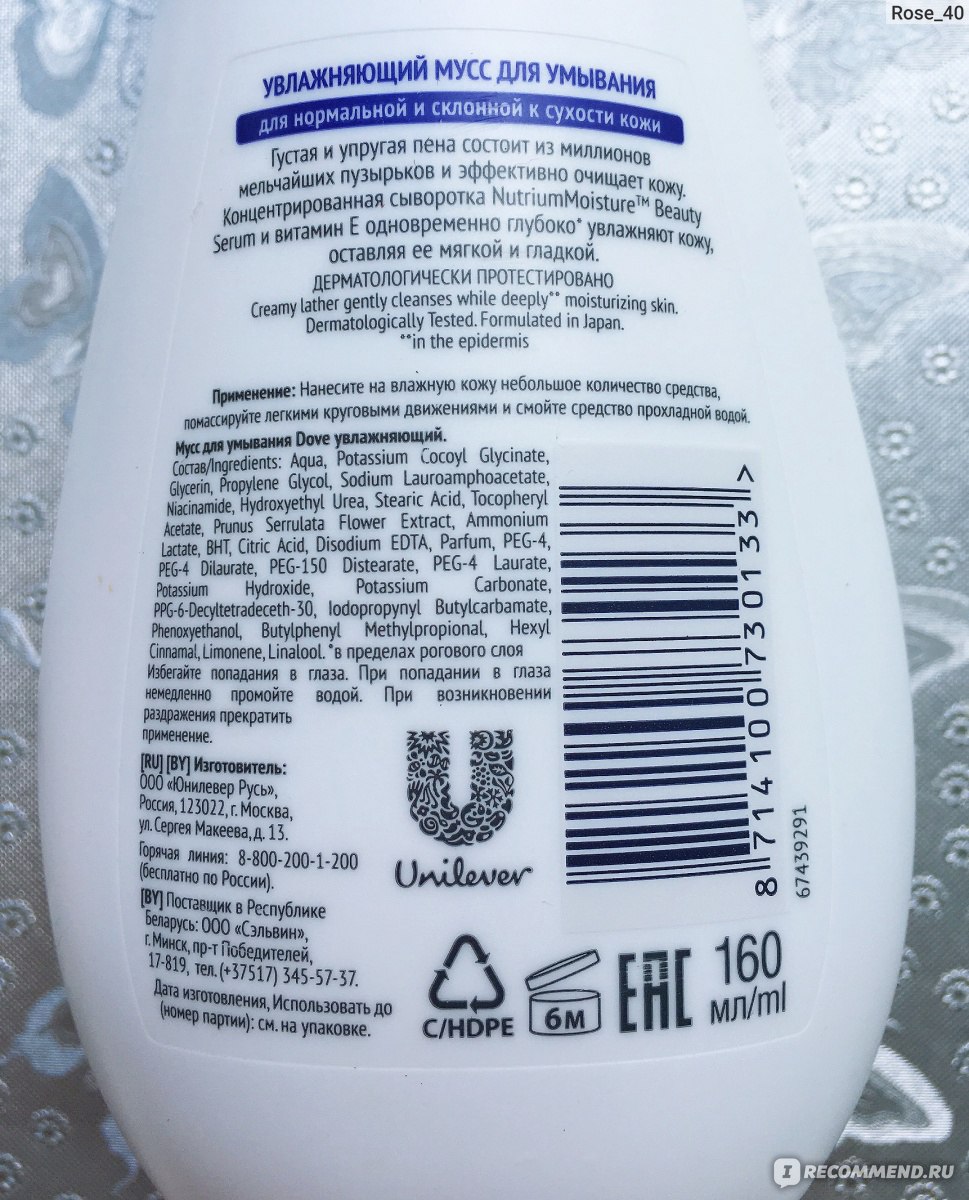 Rose_40
УВЛАЖНЯЮЩИЙ МУСС ДЛЯ УМЫВАНИЯ
для нормальной и склонной к сухости кожи
Густая и упругая пена состоит из миллионов
мельчайших пузырьков и эффективно очищает кожу.
Концентрированная сыворотка NutriumMoisture™ Beauty
Serum и витамин Е одновременно глубоко* увлажняют кожу,
оставляя ее мягкой и гладкой.
ДЕРМАТОЛОГИЧЕСКИ ПРОТЕСТИРОВАНО
Creamy lather gently cleanses while deeply** moisturizing skin.
Dermatologically Tested. Formulated in Japan.
**in the epidermis
Применение: Нанесите на влажную кожу небольшое количество средства,
помассируйте легкими круговыми движениями и смойте средство прохладной водой.
Мусс для умывания Dove увлажняющий.
Состав/Ingredients: Aqua, Potassium Cocoyl Glycinate,
Glycerin, Propylene Glycol, Sodium Lauroamphoacetate,
Niacinamide, Hydroxyethyl Urea, Stearic Acid, Tocopheryl
Acetate, Prunus Serrulata Flower Extract, Ammonium
Lactate, BHT, Citric Acid, Disodium EDTA, Parfum, PEG-4,
PEG-4 Dilaurate, PEG-150 Distearate, PEG-4 Laurate,
Potassium Hydroxide, Potassium Carbonate,
PPG-6-Decyltetradeceth-30, Iodopropynyl Butylcarbamate,
Phenoxyethanol, Butylphenyl Methylpropional, Hexyl
Cinnamal, Limonene, Linalool. *в пределах рогового слоя
Избегайте попадания в глаза. При попадании в глаза
немедленно промойте водой. При возникновении
раздражения прекратить
применение.
[RU] [BY] Изготовитель:
ООО «Юнилевер Русь»,
Россия, 123022, г. Москва,
ул. Сергея Макеева, д. 13.
Горячая линия: 8-800-200-1-200
(бесплатно по России).
[BY] Поставщик в Республике
Беларусь: ООО «Сэльвин»,
г. Минск, пр-т Победителей,
17-819, тел. (+37517) 345-57-37.
Дата изготовления, Использовать до
(номер партии): см. на упаковке.
Unilever
8 714100 730133 >
67439291
C/HDPE
6М
EAC
160
мл/ml
IRECOMMEND.RU